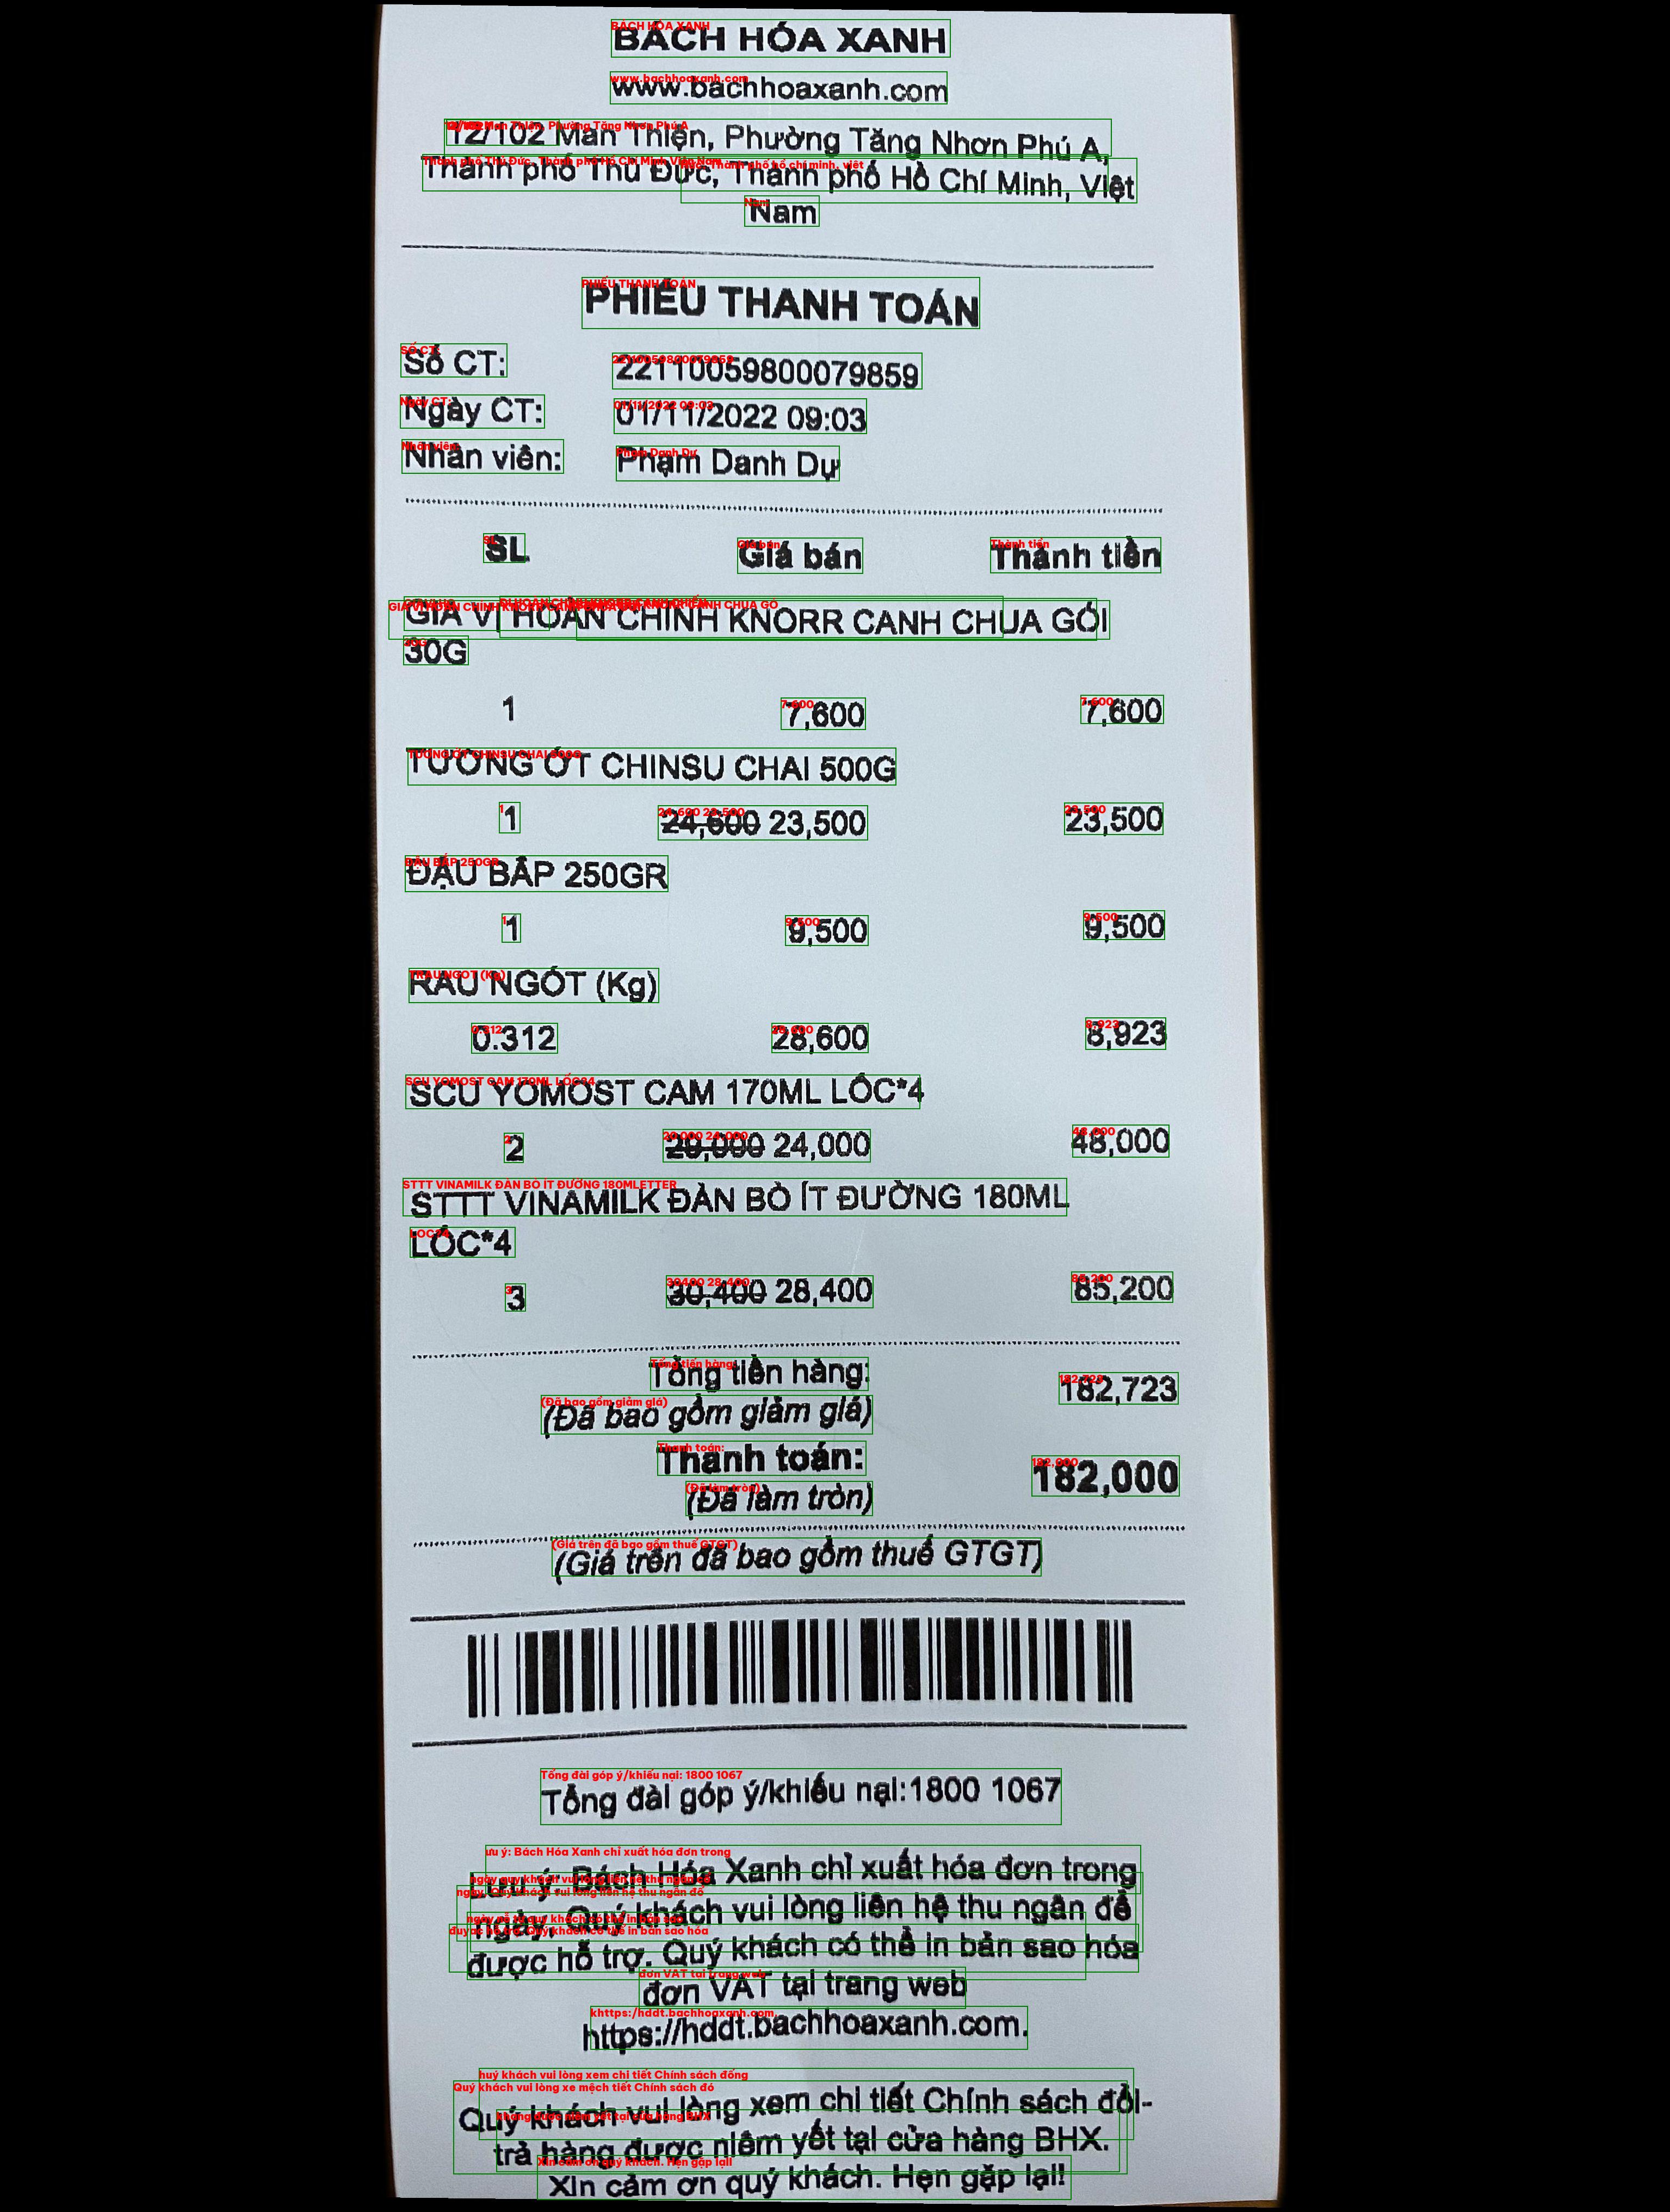 BÁCH HÓA XANH
www.bachhoaxanh.com
12/102 Man Thiện, Phường Tăng Nhơn Phú A,
Thành phố Thủ Đức, Thành phố Hồ Chí Minh, Việt
Nam
PHIẾU THANH TOÁN
Số CT: 22110059800079859
Ngày CT: 01/11/2022 09:03
Nhân viên: Phạm Danh Dự
SL Giá bán Thành tiền
GIA VỊ HOÀN CHỈNH KNORR CANH CHUA GÓI
30G
1 7,600 7,600
TƯƠNG ỚT CHINSU CHAI 500G
1 24,600 23,500 23,500
ĐẬU BẮP 250GR
1 9,500 9,500
RAU NGÓT (Kg)
0.312 28,600 8,923
SCU YOMOST CAM 170ML LỐC*4
2 29,000 24,000 48,000
STTT VINAMILK ĐÀN BÒ ÍT ĐƯỜNG 180ML
LỐC*4
3 30,400 28,400 85,200
Tổng tiền hàng: 182,723
(Đã bao gồm giảm giá)
Thanh toán: 182,000
(Đã làm tròn)
(Giá trên đã bao gồm thuế GTGT)
Tổng đài góp ý/khiếu nại:1800 1067
Lưu ý: Bách Hóa Xanh chỉ xuất hóa đơn trong
ngày, Quý khách vui lòng liên hệ thu ngân để
được hỗ trợ. Quý khách có thể in bản sao hóa
đơn VAT tại trang web
https://hddt.bachhoaxanh.com.
Quý khách vui lòng xem chi tiết Chính sách đổi-
trả hàng được niêm yết tại cửa hàng BHX.
Xin cảm ơn quý khách. Hẹn gặp lại!